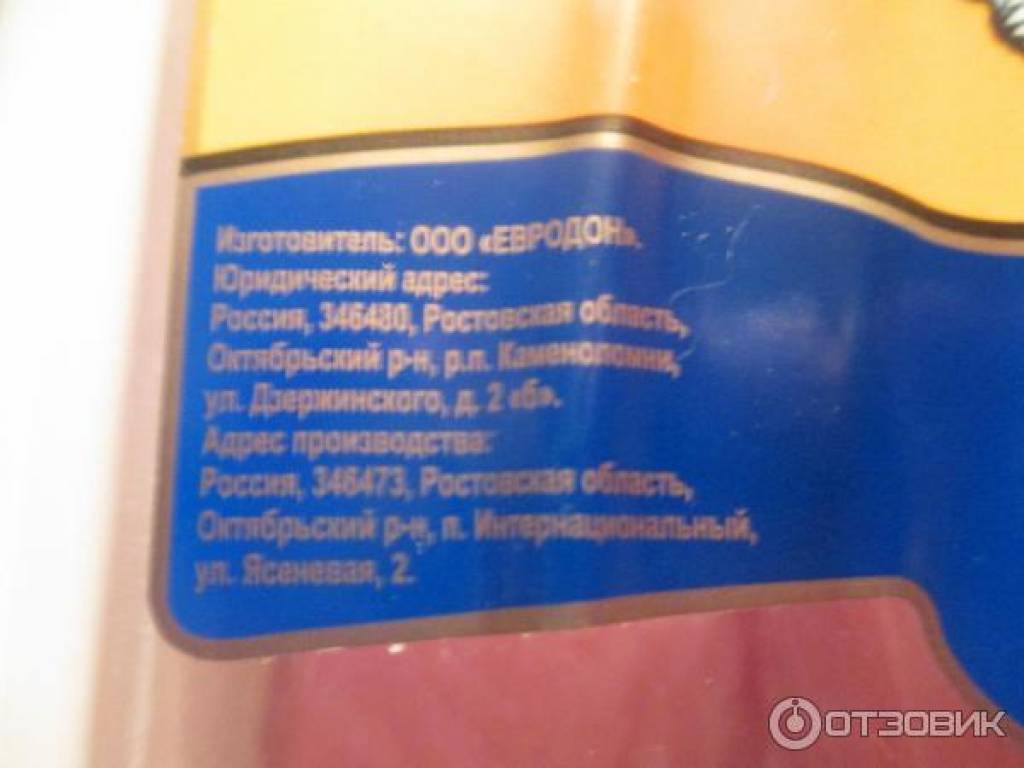 Изготовитель: ООО «ЕВРОДОН».
Юридический адрес:
Россия, 346480, Ростовская область,
Октябрьский р-н, р.п. Каменоломни,
ул. Дзержинского, д. 2 «б».
Адрес производства:
Россия, 346473, Ростовская область,
Октябрьский р-н, п. Интернациональный,
ул. Ясеневая, 2.
ОТЗОВИК